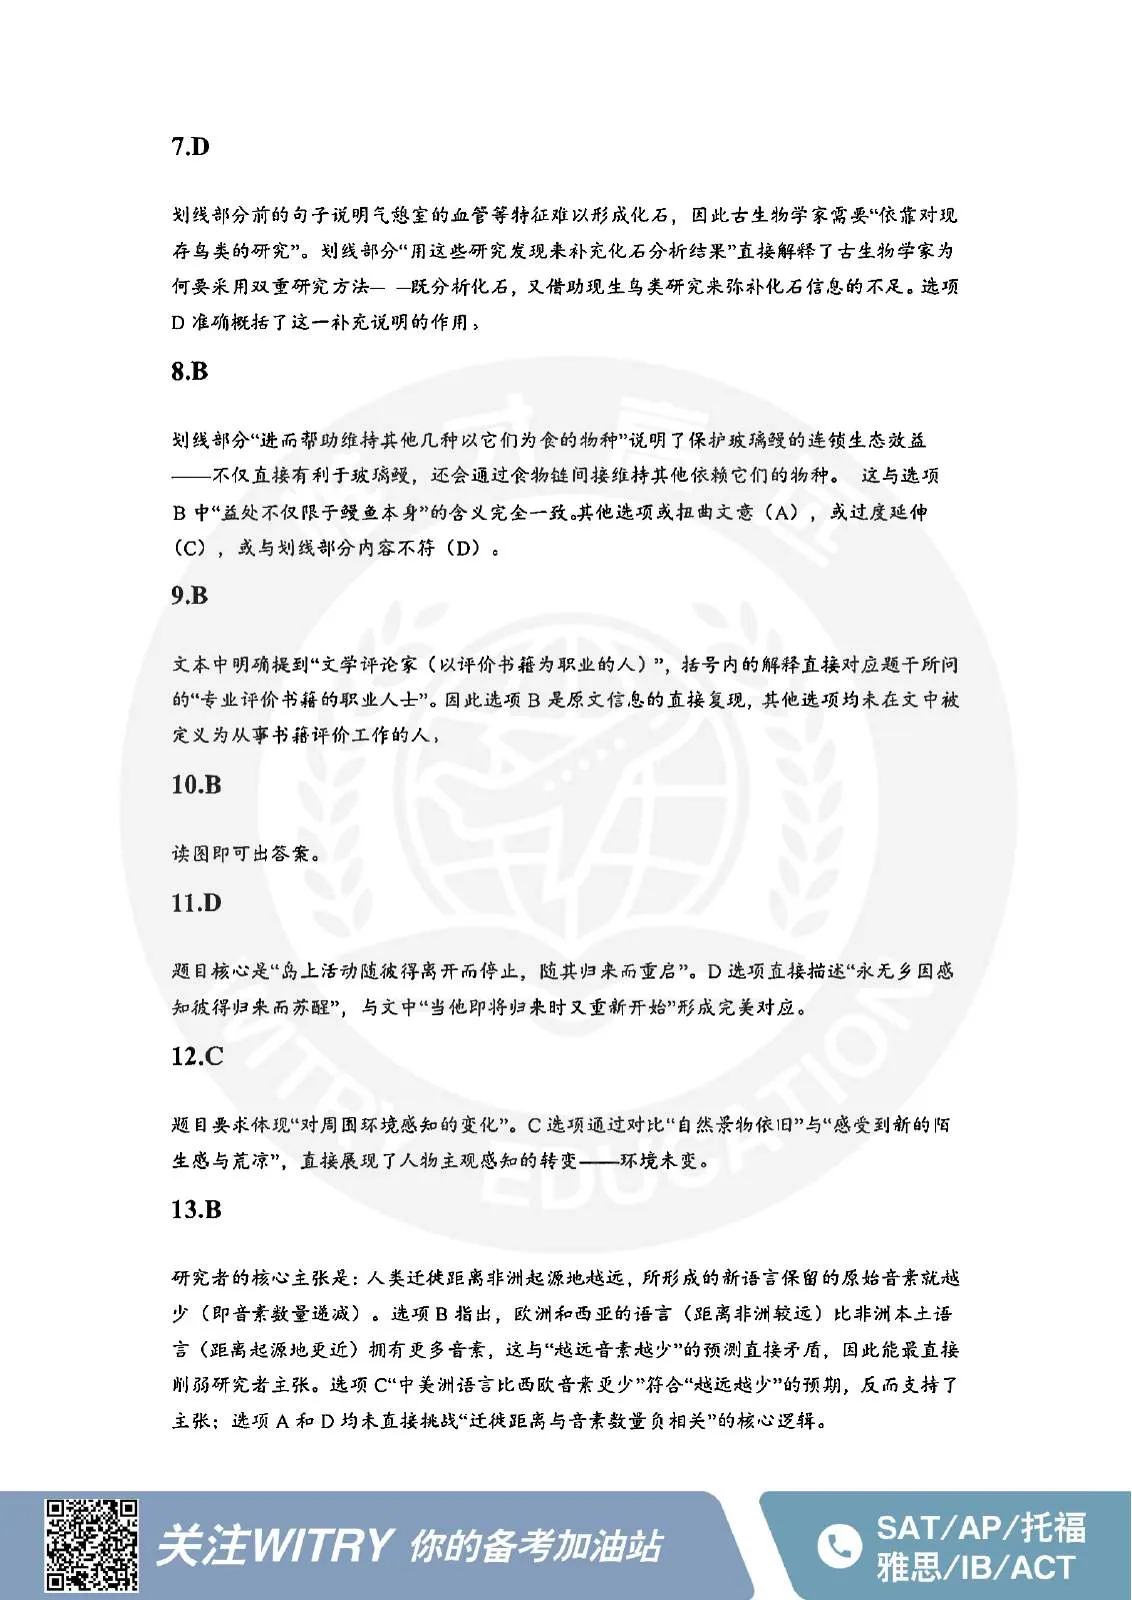 7.D
划线部分前的句子说明气憩室的血管等特征难以形成化石，因此古生物学家需要“依靠对现
存鸟类的研究”。划线部分“用这些研究发现来补充化石分析结果”直接解释了古生物学家为
何要采用双重研究方法— —既分析化石，又借助现生鸟类研究来弥补化石信息的不足。选项
D 准确概括了这一补充说明的作用；
8.B
划线部分“进而帮助维持其他几种以它们为食的物种”说明了保护玻璃鳗的连锁生态效益
——不仅直接有利于玻璃鳗，还会通过食物链间接维持其他依赖它们的物种。 这与选项
B 中“益处不仅限于鳗鱼本身”的含义完全一致。其他选项或扭曲文意（A），或过度延伸
（C），或与划线部分内容不符（D）。
9.B
文本中明确提到“文学评论家（以评价书籍为职业的人）”，括号内的解释直接对应题干所问
的“专业评价书籍的职业人士”。因此选项 B 是原文信息的直接复现，其他选项均未在文中被
定义为从事书籍评价工作的人；
10.B
读图即可出答案。
11.D
题目核心是“岛上活动随彼得离开而停止，随其归来而重启”。D 选项直接描述“永无乡因感
知彼得归来而苏醒”，与文中“当他即将归来时又重新开始”形成完美对应。
12.C
题目要求体现“对周围环境感知的变化”。C 选项通过对比“自然景物依旧”与“感受到新的陌
生感与荒凉”，直接展现了人物主观感知的转变——环境未变。
13.B
研究者的核心主张是：人类迁徙距离非洲起源地越远，所形成的新语言保留的原始音素就越
少（即音素数量递减）。选项 B 指出，欧洲和西亚的语言（距离非洲较远）比非洲本土语
言（距离起源地更近）拥有更多音素，这与“越远音素越少”的预测直接矛盾，因此能最直接
削弱研究者主张。选项 C“中美洲语言比西欧音素更少”符合“越远越少”的预期，反而支持了
主张；选项 A 和 D 均未直接挑战“迁徙距离与音素数量负相关”的核心逻辑。
WITRY EDUCATION
关注WITRY 你的备考加油站
SAT/AP/托福
雅思/IB/ACT